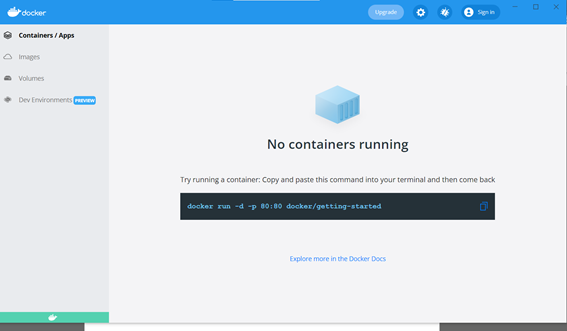 docker
Upgrade
Sign in
Containers / Apps
Images
Volumes
Dev Environments PREVIEW
No containers running
Try running a container: Copy and paste this command into your terminal and then come back
docker run -d -p 80:80 docker/getting-started
Explore more in the Docker Docs